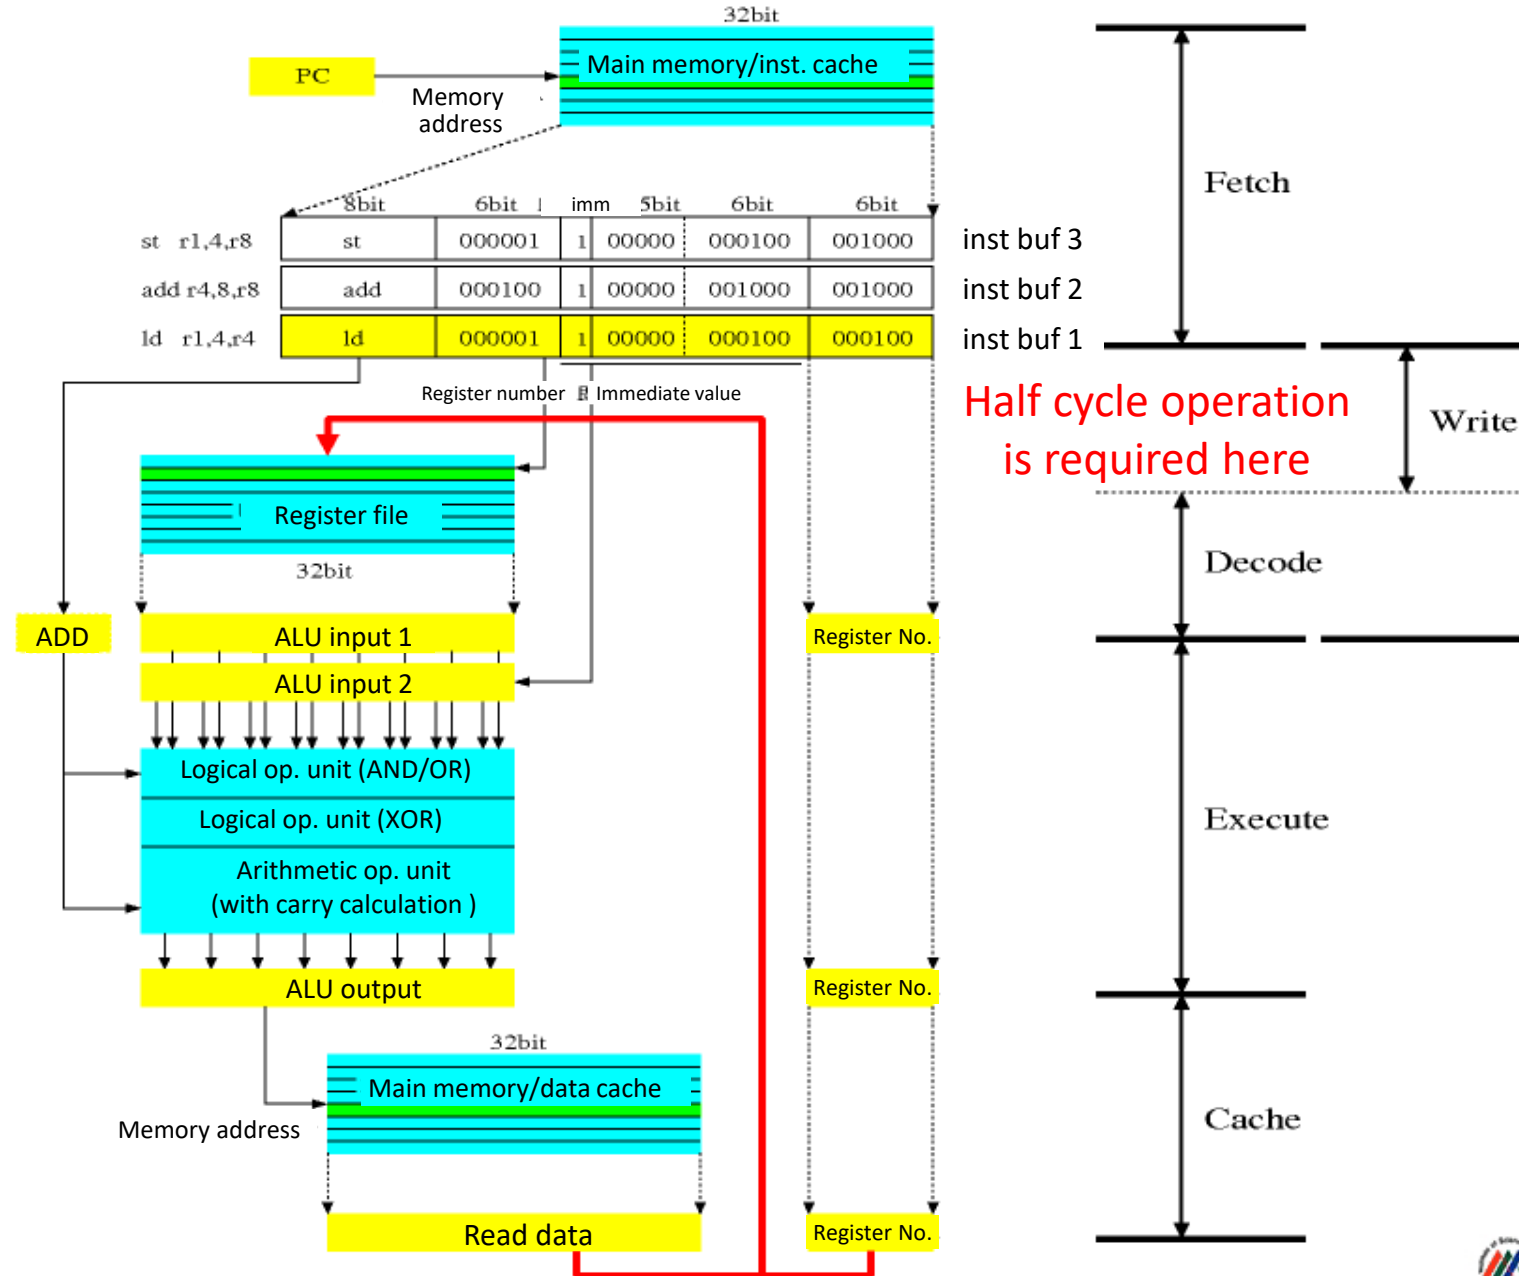 32bit
PC
Main memory/inst. cache
Memory
address
Fetch
8bit 6bit imm 5bit 6bit 6bit
st r1,4,r8 st 000001 1 00000 000100 001000 inst buf 3
add r4,8,r8 add 000100 1 00000 001000 001000 inst buf 2
ld r1,4,r4 ld 000001 1 00000 000100 000100 inst buf 1
Register number Immediate value
Half cycle operation
is required here
Write
Register file
32bit
Decode
ADD
ALU input 1
Register No.
ALU input 2
Logical op. unit (AND/OR)
Logical op. unit (XOR)
Execute
Arithmetic op. unit
(with carry calculation )
ALU output
Register No.
32bit
Main memory/data cache
Memory address
Cache
Read data
Register No.